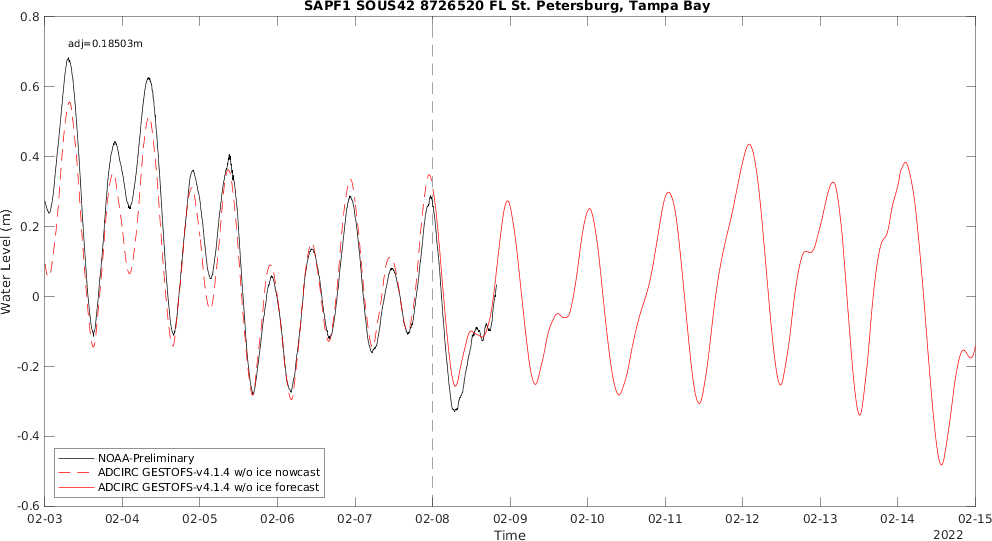 SAPF1 SOUS42 8726520 FL St. Petersburg, Tampa Bay
adj=0.18503m
0.8
0.6
0.4
0.2
0
-0.2
-0.4
-0.6
Water Level (m)
NOAA-Preliminary
ADCIRC GESTOFS-v4.1.4 w/o ice nowcast
ADCIRC GESTOFS-v4.1.4 w/o ice forecast
02-03 02-04 02-05 02-06 02-07 02-08 02-09 02-10 02-11 02-12 02-13 02-14 02-15
Time
2022